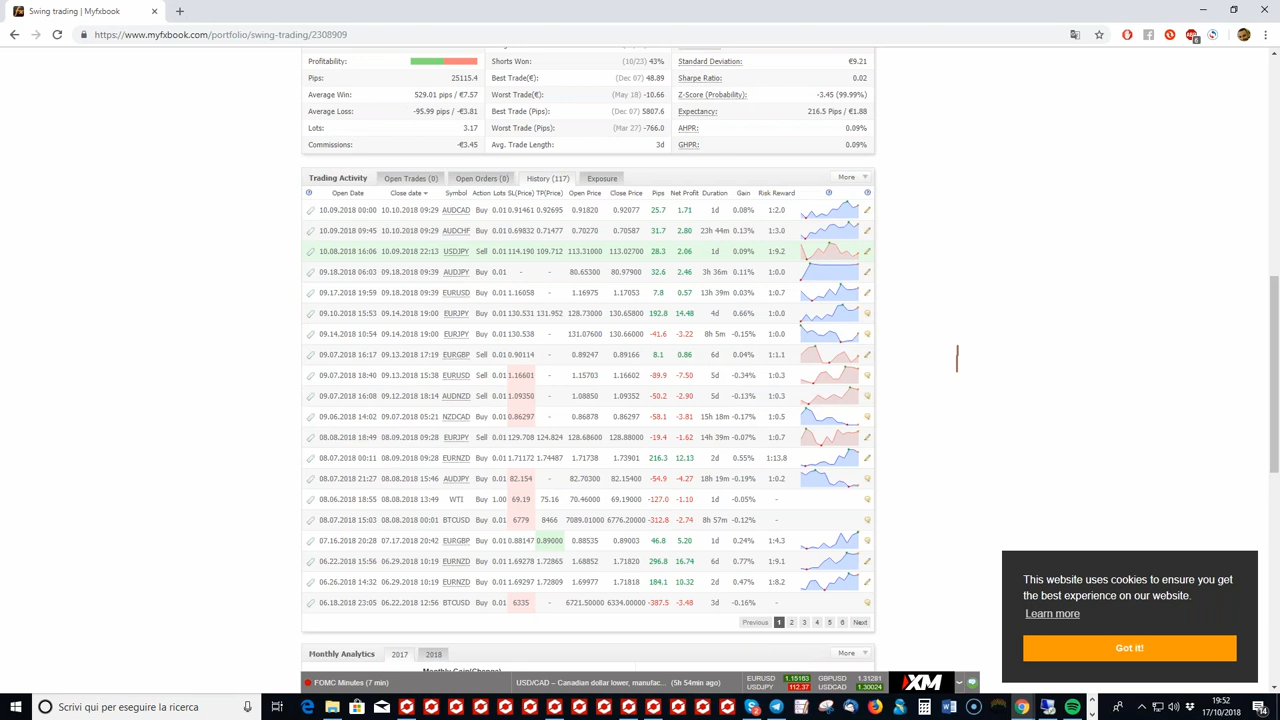 Swing trading | Myfxbook
https://www.myfxbook.com/portfolio/swing-trading/2308909
Profitability: Shorts Won: (10/23) 43% Standard Deviation: €9.21
Pips: 25115.4 Best Trade(€): (Dec 07) 48.89 Sharpe Ratio: 0.02
Average Win: 529.01 pips / €7.57 Worst Trade(€): (May 18) -10.66 Z-Score (Probability): -3.45 (99.99%)
Average Loss: -95.99 pips / -€3.81 Best Trade (Pips): (Dec 07) 5807.6 Expectancy: 216.5 Pips / €1.88
Lots: 3.17 Worst Trade (Pips): (Mar 27) -766.0 AHPR: 0.09%
Commissions: -€3.45 Avg. Trade Length: 3d GHPR: 0.09%
Trading Activity Open Trades (0) Open Orders (0) History (117) Exposure More
Open Date Close date Symbol Action Lots SL(Price) TP(Price) Open Price Close Price Pips Net Profit Duration Gain Risk Reward
10.09.2018 00:00 10.10.2018 09:29 AUDCAD Buy 0.01 0.91461 0.92695 0.91820 0.92077 25.7 1.71 1d 0.08% 1:2.0
10.09.2018 09:45 10.10.2018 09:29 AUDCHF Buy 0.01 0.69832 0.71477 0.70270 0.70587 31.7 2.80 23h 44m 0.13% 1:3.0
10.08.2018 16:06 10.09.2018 22:13 USDJPY Sell 0.01 114.190 109.712 113.31000 113.02700 28.3 2.06 1d 0.09% 1:9.2
09.18.2018 06:03 09.18.2018 09:39 AUDJPY Buy 0.01 - - 80.65300 80.97900 32.6 2.46 3h 36m 0.11% 1:0.0
09.17.2018 19:59 09.18.2018 09:39 EURUSD Buy 0.01 1.16058 - 1.16975 1.17053 7.8 0.57 13h 39m 0.03% 1:0.7
09.10.2018 15:53 09.14.2018 19:00 EURJPY Buy 0.01 130.531 131.952 128.73000 130.65800 192.8 14.48 4d 0.66% 1:0.0
09.14.2018 10:54 09.14.2018 19:00 EURJPY Buy 0.01 130.538 - 131.07600 130.66000 -41.6 -3.22 8h 5m -0.15% 1:0.0
09.07.2018 16:17 09.13.2018 17:19 EURGBP Sell 0.01 0.90114 - 0.89247 0.89166 8.1 0.86 6d 0.04% 1:1.1
09.07.2018 18:40 09.13.2018 15:38 EURUSD Sell 0.01 1.16601 - 1.15703 1.16602 -89.9 -7.50 5d -0.34% 1:0.3
09.07.2018 16:08 09.12.2018 18:14 AUDNZD Sell 0.01 1.09350 - 1.08850 1.09352 -50.2 -2.90 5d -0.13% 1:0.3
09.06.2018 14:02 09.07.2018 05:21 NZDCAD Buy 0.01 0.86297 - 0.86878 0.86297 -58.1 -3.81 15h 18m -0.17% 1:0.5
08.08.2018 18:49 08.09.2018 09:28 EURJPY Sell 0.01 129.708 124.824 128.68600 128.88000 -19.4 -1.62 14h 39m -0.07% 1:0.7
08.07.2018 00:11 08.09.2018 09:28 EURNZD Buy 0.01 1.71172 1.74487 1.71738 1.73901 216.3 12.13 2d 0.55% 1:13.8
08.07.2018 21:27 08.08.2018 15:46 AUDJPY Buy 0.01 82.154 - 82.70300 82.15400 -54.9 -4.27 18h 19m -0.19% 1:0.2
08.06.2018 18:55 08.08.2018 13:49 WTI Buy 1.00 69.19 75.16 70.46000 69.19000 -127.0 -1.10 1d -0.05% -
08.07.2018 15:03 08.08.2018 00:01 BTCUSD Buy 0.01 6779 8466 7089.01000 6776.20000 -312.8 -2.74 8h 57m -0.12% -
07.16.2018 20:28 07.17.2018 20:42 EURGBP Buy 0.01 0.88147 0.89000 0.88535 0.89003 46.8 5.20 1d 0.24% 1:4.3
06.22.2018 15:56 06.29.2018 10:19 EURNZD Buy 0.01 1.69278 1.72865 1.68852 1.71820 296.8 16.74 6d 0.77% 1:9.1
06.26.2018 14:32 06.29.2018 10:19 EURNZD Buy 0.01 1.69297 1.72809 1.69977 1.71818 184.1 10.32 2d 0.47% 1:8.2
06.18.2018 23:05 06.22.2018 12:56 BTCUSD Buy 0.01 6335 - 6721.50000 6334.00000 -387.5 -3.48 3d -0.16% -
Previous 1 2 3 4 5 6 Next
Monthly Analytics 2017 2018 More
This website uses cookies to ensure you get
the best experience on our website.
Learn more
Got it!
FOMC Minutes (7 min) USD/CAD – Canadian dollar lower, manufac... (5h 54min ago) EURUSD 1.15163 GBPUSD 1.31281
USDJPY 112.37 USDCAD 1.30024
XM
Scrivi qui per eseguire la ricerca
19:52
17/10/2018
14